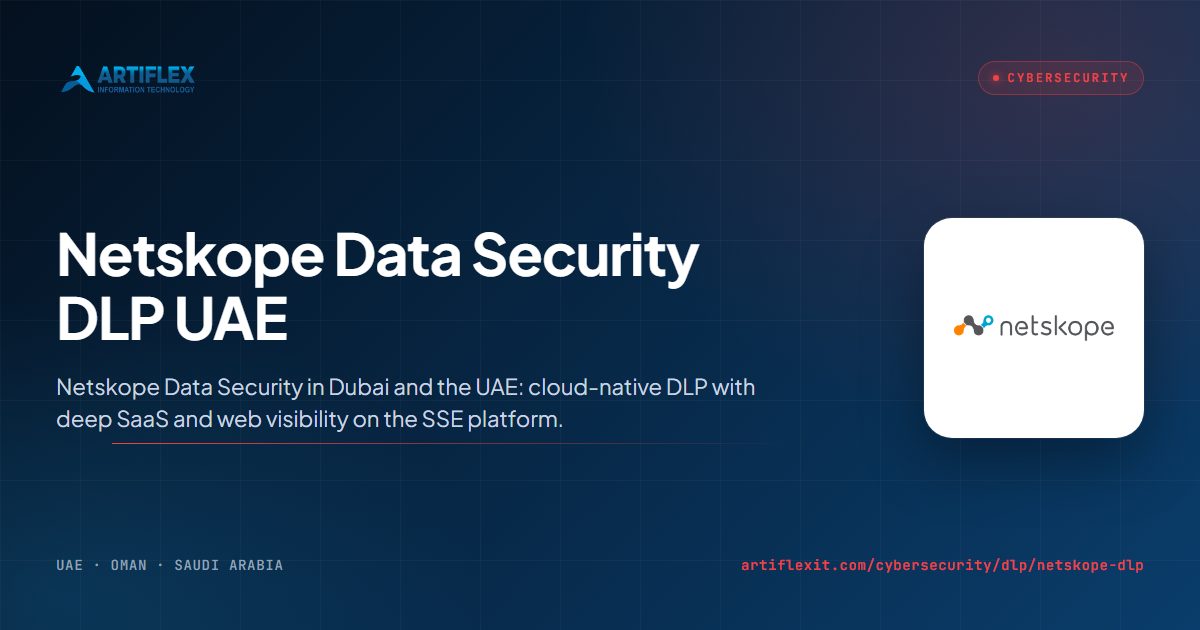 ARTIFLEX
INFORMATION TECHNOLOGY
CYBERSECURITY
Netskope Data Security
DLP UAE
Netskope Data Security in Dubai and the UAE: cloud-native DLP with
deep SaaS and web visibility on the SSE platform.
netskope
UAE · OMAN · SAUDI ARABIA
artiflexit.com/cybersecurity/dlp/netskope-dlp